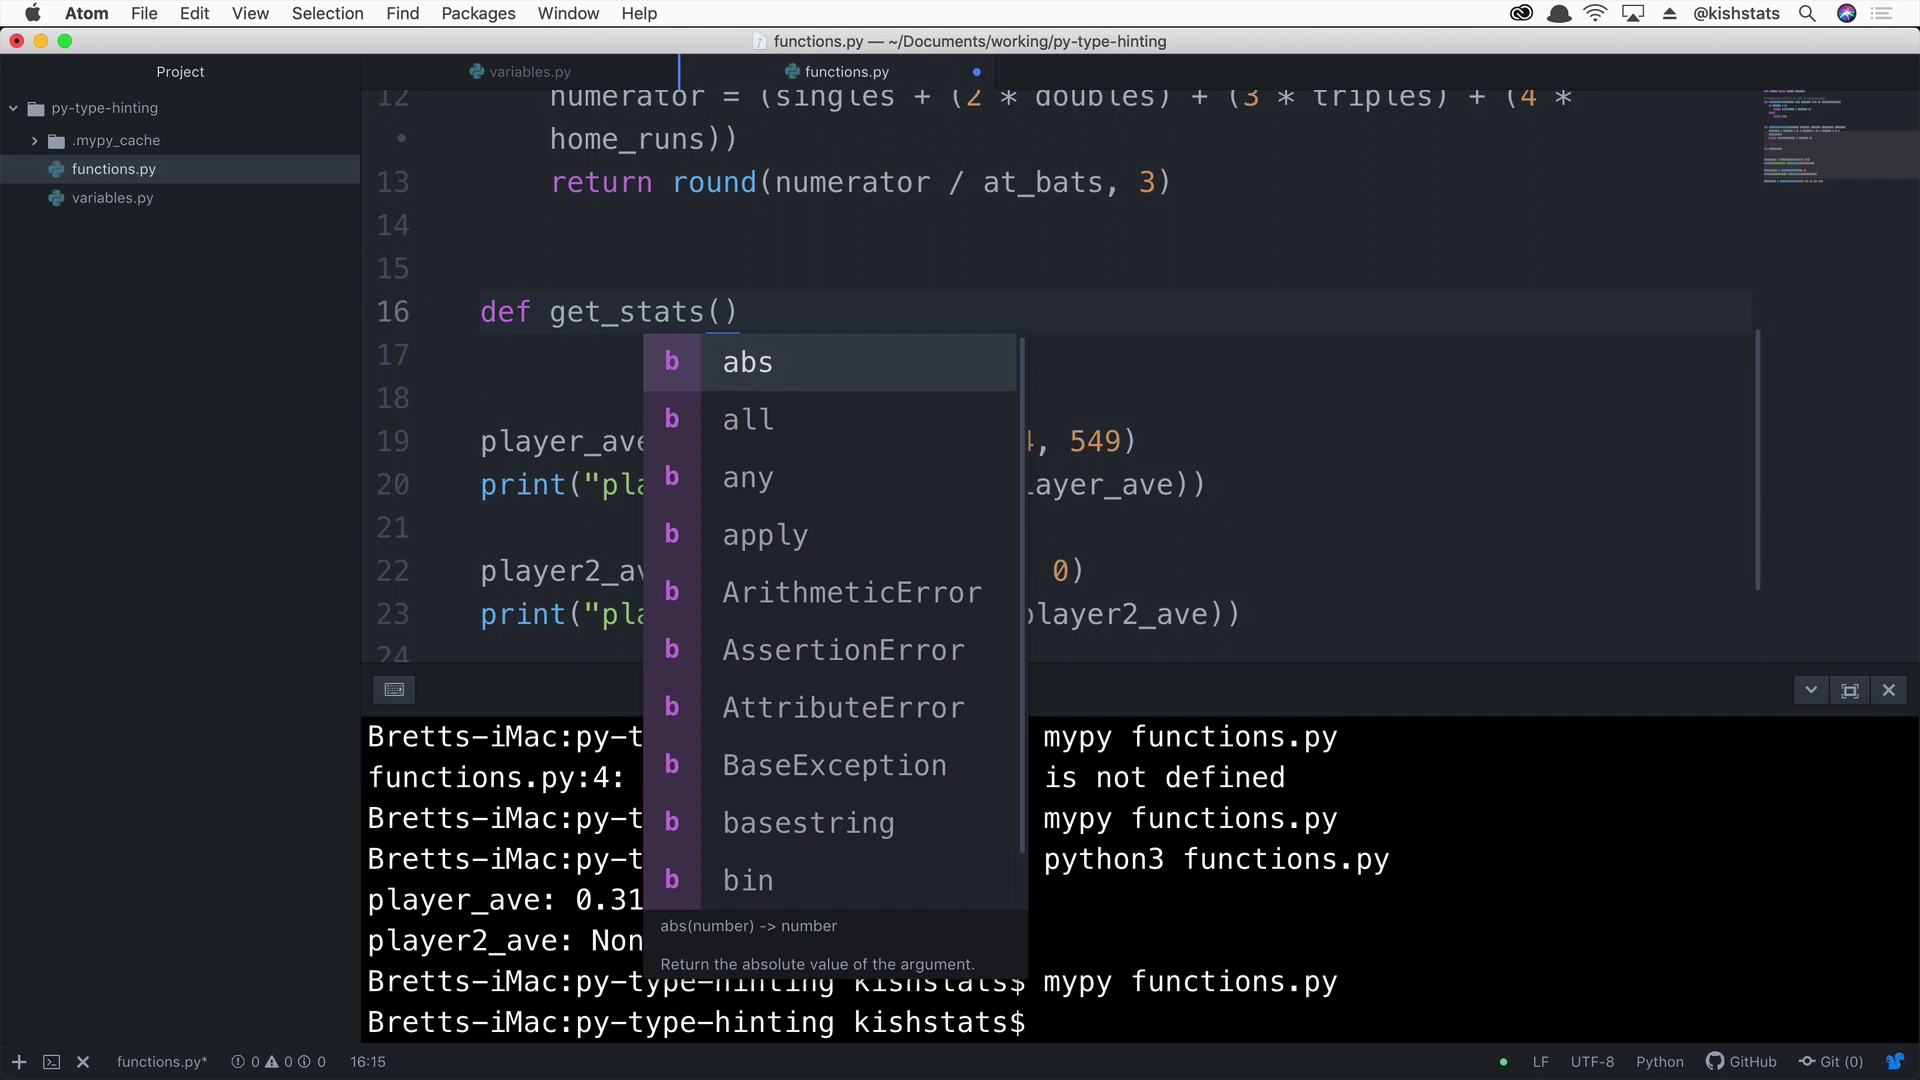 Atom File Edit View Selection Find Packages Window Help @kishstats
functions.py — ~/Documents/working/py-type-hinting
Project
variables.py
functions.py
py-type-hinting
.mypy_cache
functions.py
variables.py
12 numerator = (singles + (2 * doubles) + (3 * triples) + (4 *
• home_runs))
13 return round(numerator / at_bats, 3)
14
15
16 def get_stats()
17
18
19 player_ave 4, 549)
20 print("pla layer_ave))
21
22 player2_av 0)
23 print("pla player2_ave))
24
b abs
b all
b any
b apply
b ArithmeticError
b AssertionError
b AttributeError
b BaseException
b basestring
b bin
abs(number) -> number
Return the absolute value of the argument.
Bretts-iMac:py-t mypy functions.py
functions.py:4: is not defined
Bretts-iMac:py-t mypy functions.py
Bretts-iMac:py-t python3 functions.py
player_ave: 0.31
player2_ave: Non
Bretts-iMac:py-type-hinting kishstats$ mypy functions.py
Bretts-iMac:py-type-hinting kishstats$
functions.py* 0 0 0 16:15 LF UTF-8 Python GitHub Git (0)